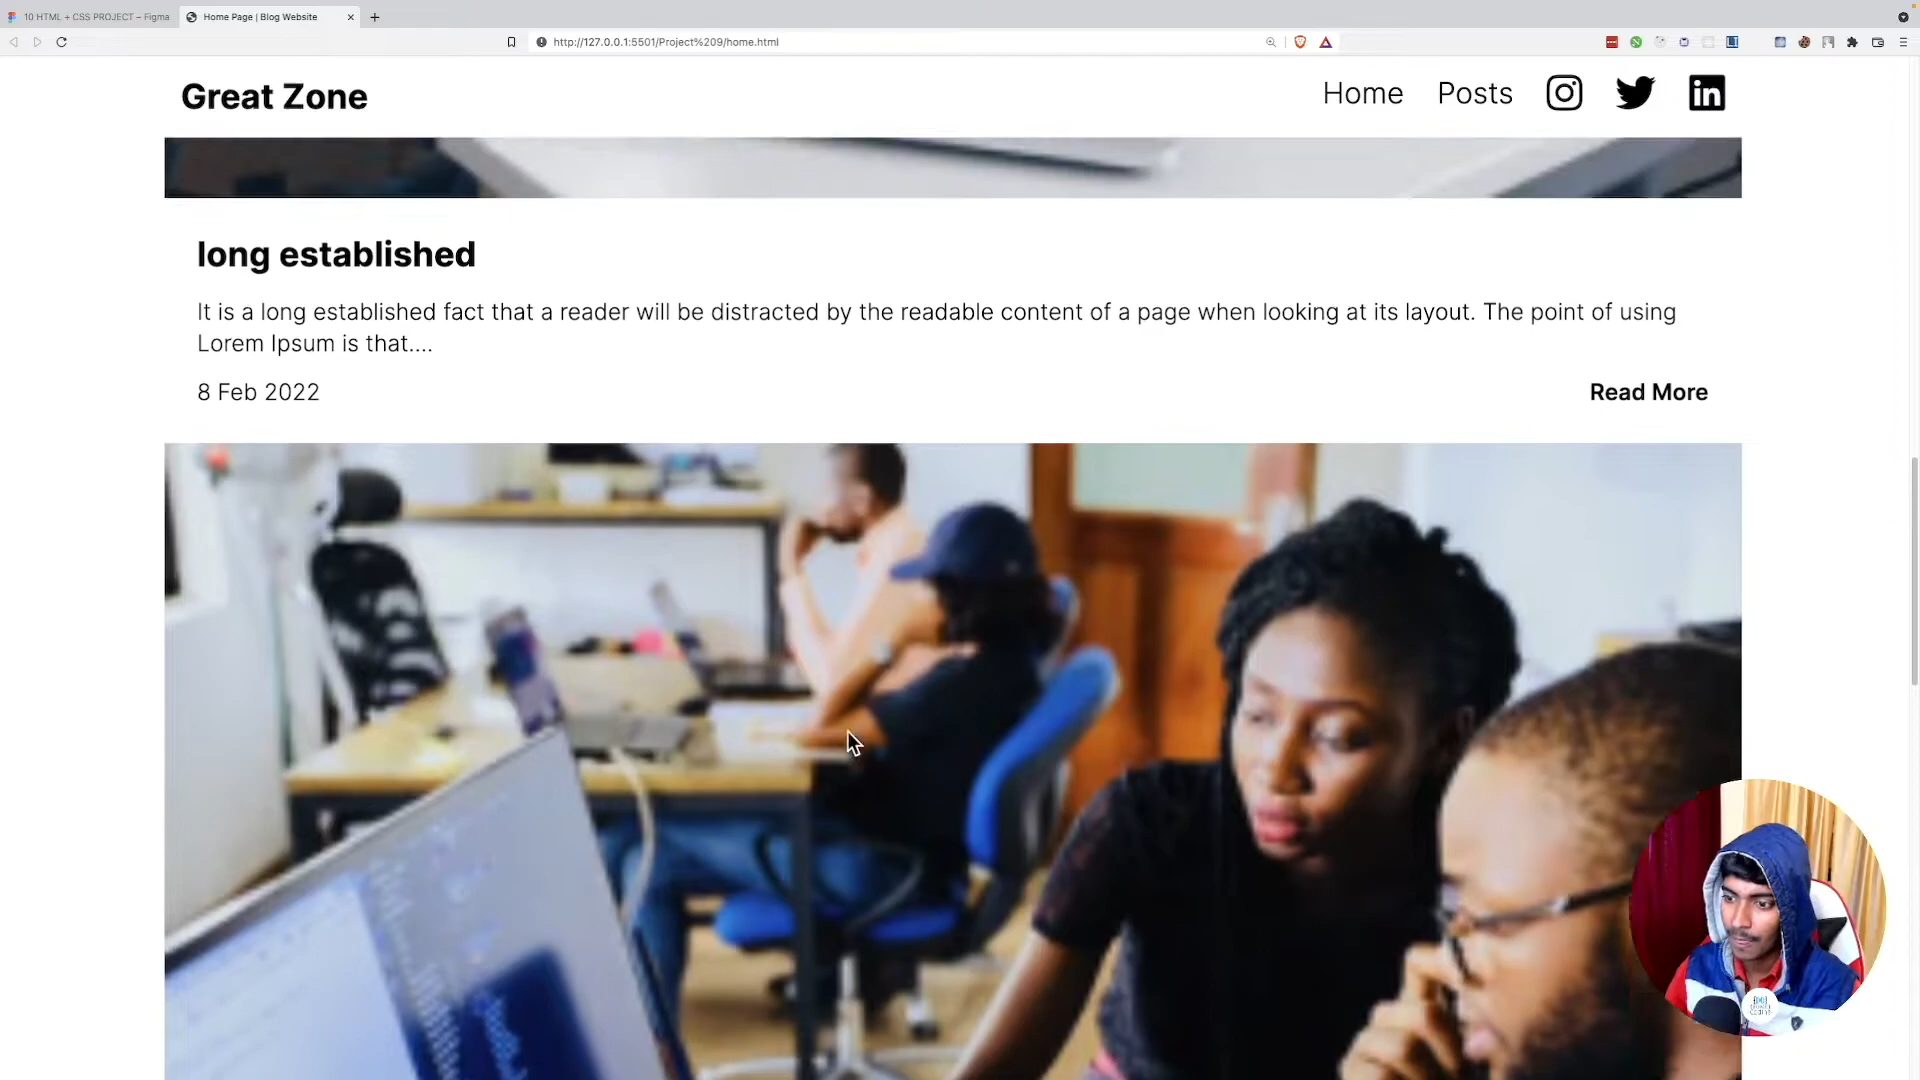 10 HTML + CSS PROJECT – Figma
Home Page | Blog Website
http://127.0.0.1:5501/Project%209/home.html
Great Zone
Home
Posts
long established
It is a long established fact that a reader will be distracted by the readable content of a page when looking at its layout. The point of using
Lorem Ipsum is that....
8 Feb 2022
Read More